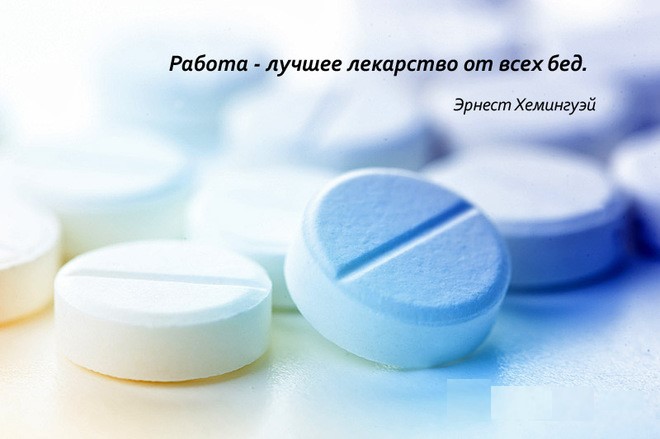 Работа - лучшее лекарство от всех бед.
Эрнест Хемингуэй